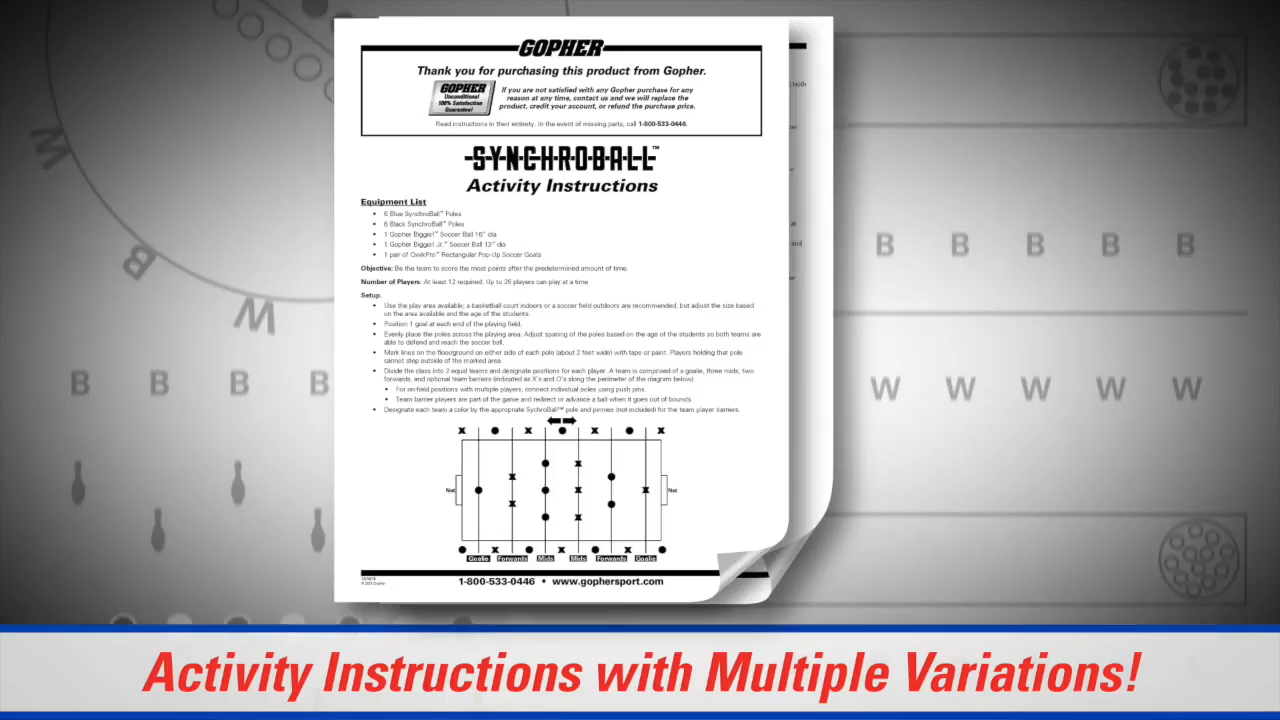 GOPHER
Thank you for purchasing this product from Gopher.
GOPHER
Unconditional
100% Satisfaction
Guarantee!
If you are not satisfied with any Gopher purchase for any
reason at any time, contact us and we will replace the
product, credit your account, or refund the purchase price.
Read instructions in their entirety. In the event of missing parts, call 1-800-533-0446.
SYNCHROBALL™
Activity Instructions
Equipment List
• 6 Blue SynchroBall™ Poles
• 6 Black SynchroBall™ Poles
• 1 Gopher Biggie!™ Soccer Ball 16" dia
• 1 Gopher Biggie! Jr.™ Soccer Ball 13" dia
• 1 pair of QwikPro™ Rectangular Pop-Up Soccer Goals
Objective: Be the team to score the most points after the predetermined amount of time.
Number of Players: At least 12 required. Up to 26 players can play at a time
Setup.
• Use the play area available; a basketball court indoors or a soccer field outdoors are recommended, but adjust the size based
on the area available and the age of the students.
• Position 1 goal at each end of the playing field.
• Evenly place the poles across the playing area. Adjust spacing of the poles based on the age of the students so both teams are
able to defend and reach the soccer ball.
• Mark lines on the floor/ground on either side of each pole (about 2 feet wide) with tape or paint. Players holding that pole
cannot step outside of the marked area.
• Divide the class into 2 equal teams and designate positions for each player. A team is comprised of a goalie, three mids, two
forwards, and optional team barriers (indicated as X's and O's along the perimeter of the diagram below).
• For on-field positions with multiple players, connect individual poles using push pins.
• Team barrier players are part of the game and redirect or advance a ball when it goes out of bounds.
• Designate each team a color by the appropriate SychroBall™ pole and pinnies (not included) for the team player barriers.
X X X X
X X
X
Net X X Net
X
X
X X X
Goalie Forwards Mids Mids Forwards Goalie
1-800-533-0446 • www.gophersport.com
W
B
W
B B B B
B B B B B
W W W W W
Activity Instructions with Multiple Variations!